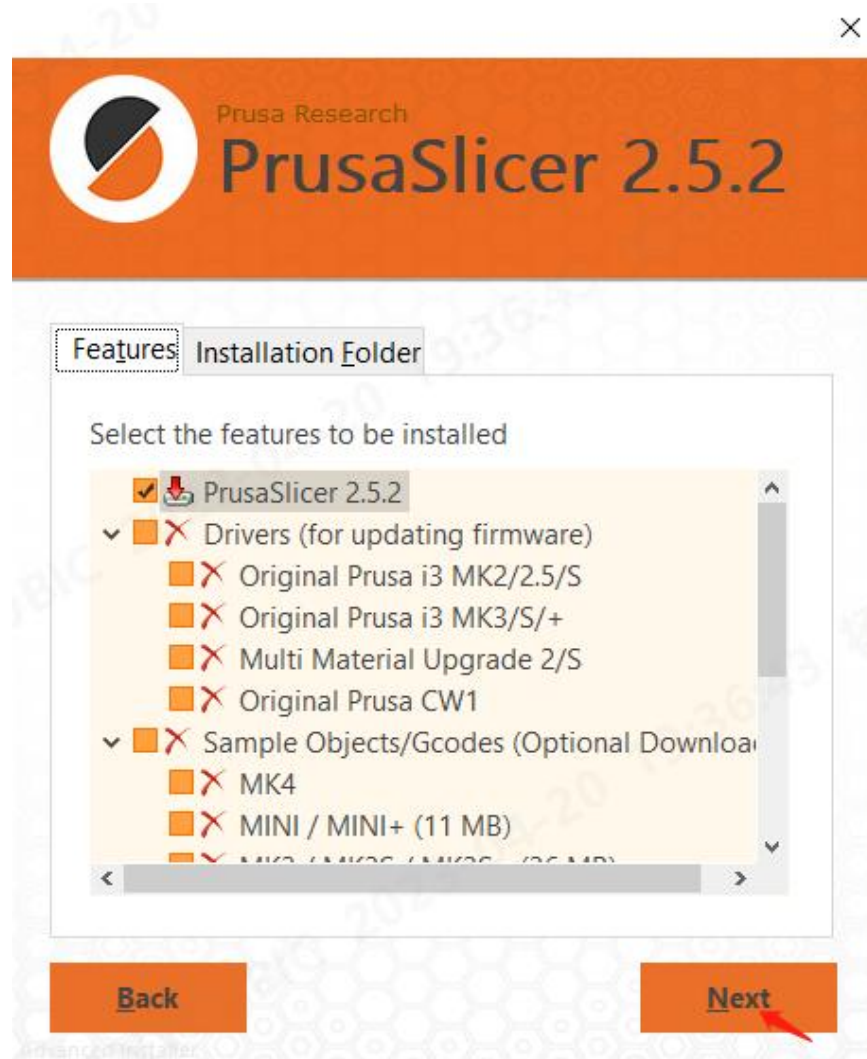 Prusa Research
PrusaSlicer 2.5.2
Features
Installation Folder
Select the features to be installed
PrusaSlicer 2.5.2
Drivers (for updating firmware)
Original Prusa i3 MK2/2.5/S
Original Prusa i3 MK3/S/+
Multi Material Upgrade 2/S
Original Prusa CW1
Sample Objects/Gcodes (Optional
MK4
MINI / MINI+ (11 MB)
Back
Next
Advanced Installer